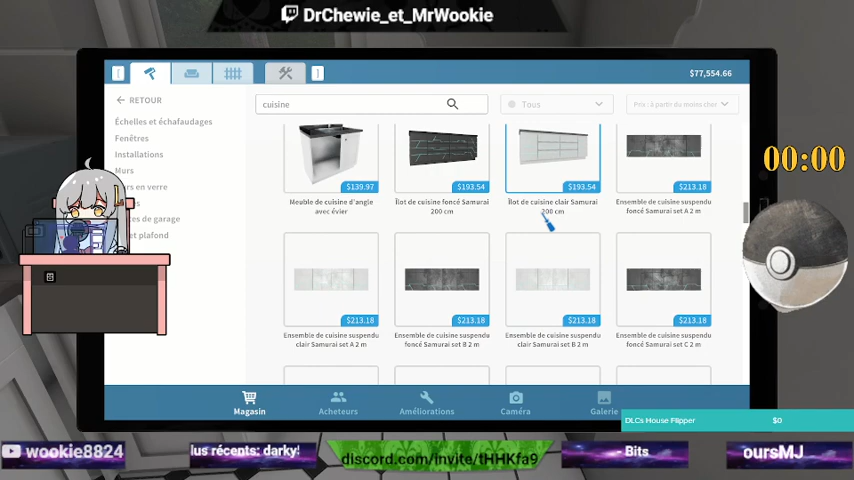 DrChewie_et_MrWookie
$77,554.66
RETOUR
cuisine
Tous
Prix : à partir du moins cher
Échelles et échafaudages
Fenêtres
Installations
Murs
rs en verre
tes de garage
et plafond
$139.97
$193.54
$193.54
$213.18
Meuble de cuisine d'angle avec évier
Îlot de cuisine foncé Samurai 200 cm
Îlot de cuisine clair Samurai 200 cm
Ensemble de cuisine suspendu foncé Samurai set A 2 m
$213.18
$213.18
$213.18
$213.18
Ensemble de cuisine suspendu clair Samurai set A 2 m
Ensemble de cuisine suspendu foncé Samurai set B 2 m
Ensemble de cuisine suspendu clair Samurai set B 2 m
Ensemble de cuisine suspendu foncé Samurai set C 2 m
00:00
Magasin
Acheteurs
Améliorations
Caméra
Galerie
DLCs House Flipper
$0
wookie8824
lus récents: darky!
discord.com/invite/tHHKfa9
- Bits
oursMJ